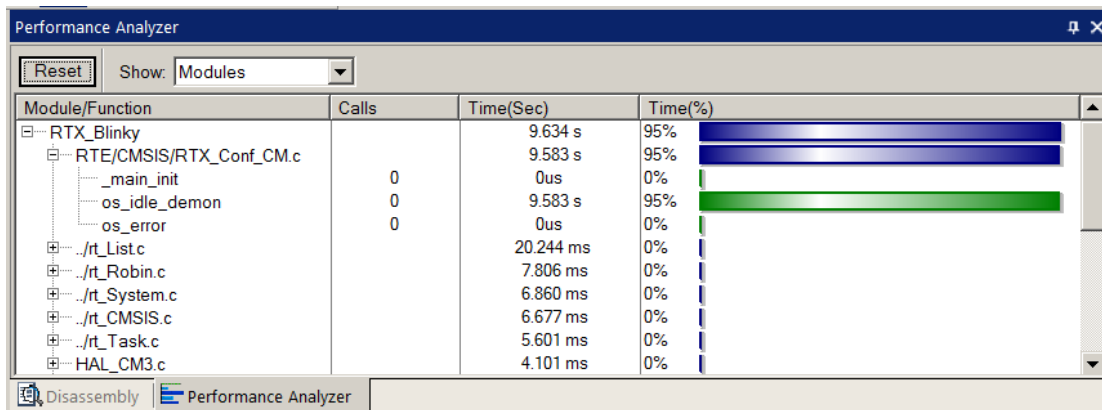 Performance Analyzer
Reset Show: Modules
Module/Function Calls Time(Sec) Time(%)
RTX_Blinky 9.634 s 95%
RTE/CMSIS/RTX_Conf_CM.c 9.583 s 95%
_main_init 0 0us 0%
os_idle_demon 0 9.583 s 95%
os_error 0 0us 0%
../rt_List.c 20.244 ms 0%
../rt_Robin.c 7.806 ms 0%
../rt_System.c 6.860 ms 0%
../rt_CMSIS.c 6.677 ms 0%
../rt_Task.c 5.601 ms 0%
HAL_CM3.c 4.101 ms 0%
Disassembly Performance Analyzer